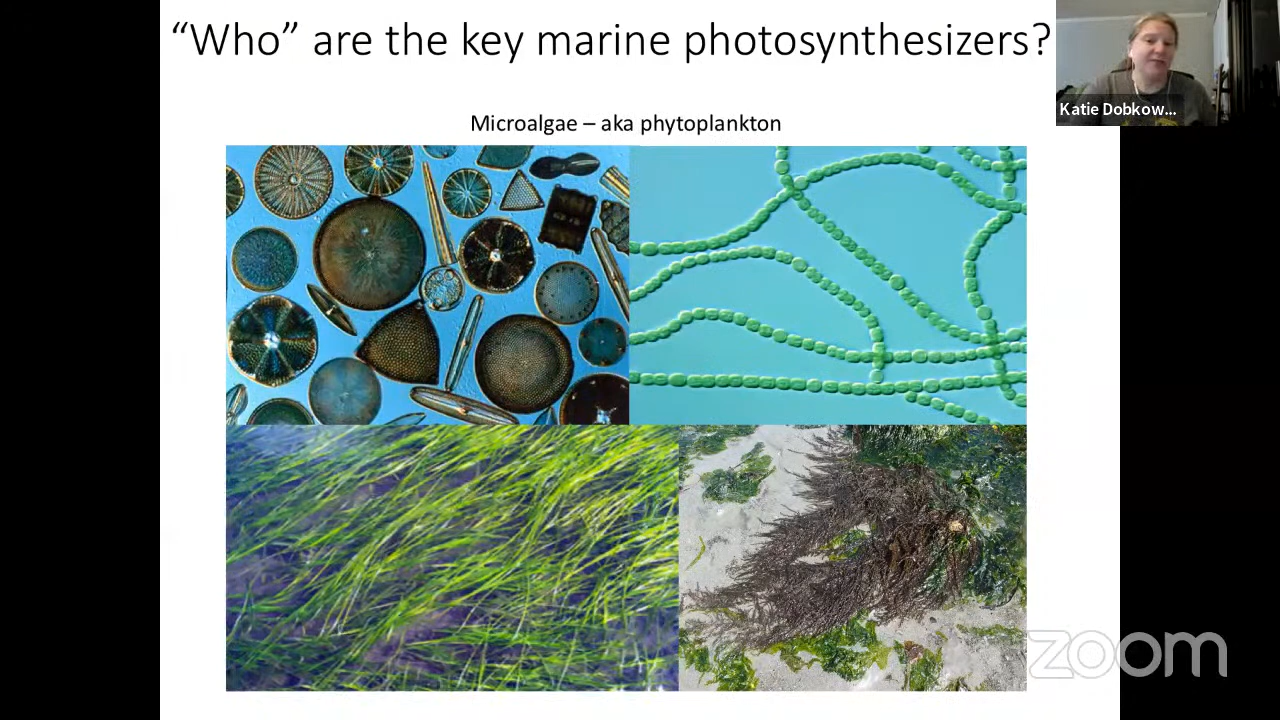 “Who” are the key marine photosynthesizers?
Katie Dobkow...
Microalgae – aka phytoplankton
zoom